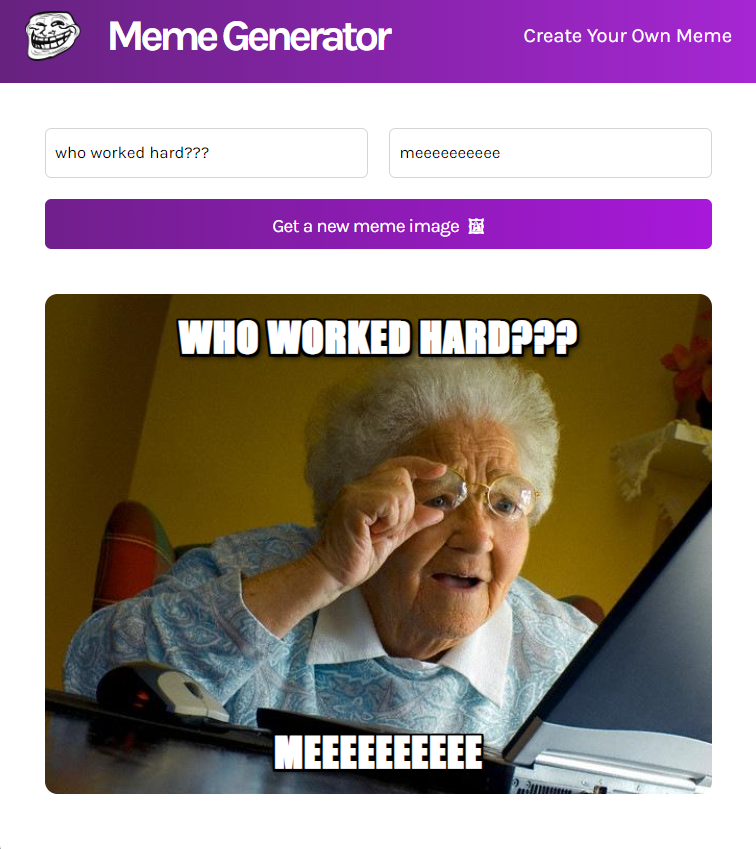 Meme Generator
Create Your Own Meme
who worked hard???
meeeeeeeeee
Get a new meme image
WHO WORKED HARD???
MEEEEEEEEEE